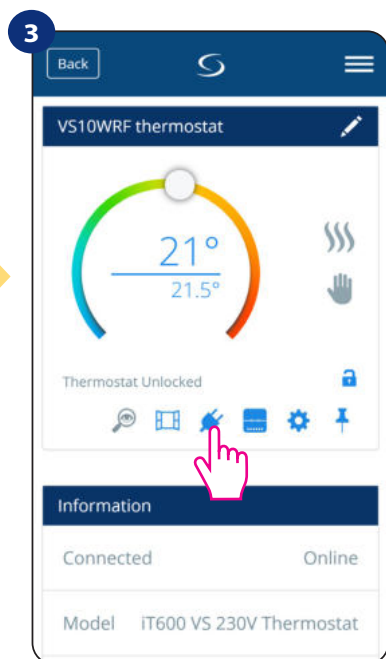 3
Back
VS10WRF thermostat
21°
21.5°
Thermostat Unlocked
Information
Connected Online
Model iT600 VS 230V Thermostat